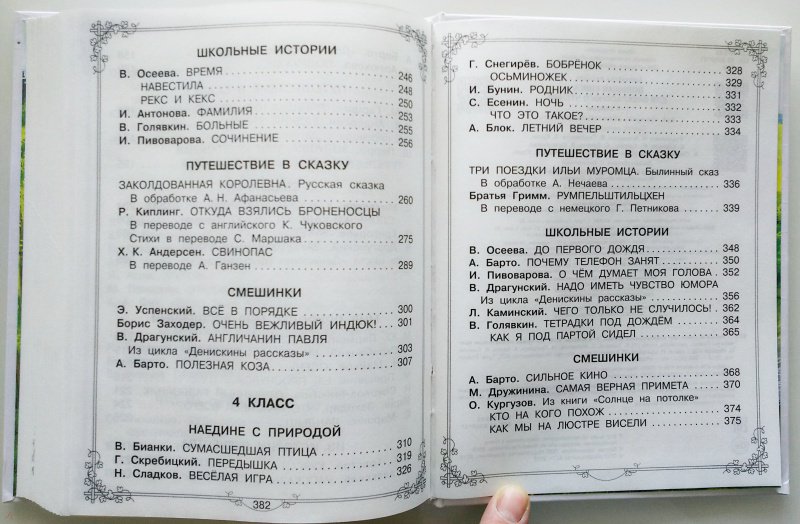 ШКОЛЬНЫЕ ИСТОРИИ
В. Осеева. ВРЕМЯ 246
НАВЕСТИЛА 248
РЕКС И КЕКС 250
И. Антонова. ФАМИЛИЯ 253
В. Голявкин. БОЛЬНЫЕ 255
И. Пивоварова. СОЧИНЕНИЕ 256
ПУТЕШЕСТВИЕ В СКАЗКУ
ЗАКОЛДОВАННАЯ КОРОЛЕВНА. Русская сказка
В обработке А. Н. Афанасьева 260
Р. Киплинг. ОТКУДА ВЗЯЛИСЬ БРОНЕНОСЦЫ
В переводе с английского К. Чуковского
Стихи в переводе С. Маршака 275
Х. К. Андерсен. СВИНОПАС
В переводе А. Ганзен 289
СМЕШИНКИ
Э. Успенский. ВСЁ В ПОРЯДКЕ 300
Борис Заходер. ОЧЕНЬ ВЕЖЛИВЫЙ ИНДЮК! 301
В. Драгунский. АНГЛИЧАНИН ПАВЛЯ
Из цикла «Денискины рассказы» 303
А. Барто. ПОЛЕЗНАЯ КОЗА 307
4 КЛАСС
НАЕДИНЕ С ПРИРОДОЙ
В. Бианки. СУМАСШЕДШАЯ ПТИЦА 310
Г. Скребицкий. ПЕРЕДЫШКА 319
Н. Сладков. ВЕСЁЛАЯ ИГРА 326
382
Г. Снегирёв. БОБРЁНОК 328
ОСЬМИНОЖЕК 329
И. Бунин. РОДНИК 331
С. Есенин. НОЧЬ 332
ЧТО ЭТО ТАКОЕ? 333
А. Блок. ЛЕТНИЙ ВЕЧЕР 334
ПУТЕШЕСТВИЕ В СКАЗКУ
ТРИ ПОЕЗДКИ ИЛЬИ МУРОМЦА. Былинный сказ
В обработке А. Нечаева 336
Братья Гримм. РУМПЕЛЬШТИЛЬЦХЕН
В переводе с немецкого Г. Петникова 339
ШКОЛЬНЫЕ ИСТОРИИ
В. Осеева. ДО ПЕРВОГО ДОЖДЯ 348
А. Барто. ПОЧЕМУ ТЕЛЕФОН ЗАНЯТ 350
И. Пивоварова. О ЧЁМ ДУМАЕТ МОЯ ГОЛОВА 352
В. Драгунский. НАДО ИМЕТЬ ЧУВСТВО ЮМОРА
Из цикла «Денискины рассказы» 356
Л. Каминский. ЧЕГО ТОЛЬКО НЕ СЛУЧИЛОСЬ! 362
В. Голявкин. ТЕТРАДКИ ПОД ДОЖДЁМ 364
КАК Я ПОД ПАРТОЙ СИДЕЛ 365
СМЕШИНКИ
А. Барто. СИЛЬНОЕ КИНО 368
М. Дружинина. САМАЯ ВЕРНАЯ ПРИМЕТА 370
О. Кургузов. Из книги «Солнце на потолке»
КТО НА КОГО ПОХОЖ 374
КАК МЫ НА ЛЮСТРЕ ВИСЕЛИ 375